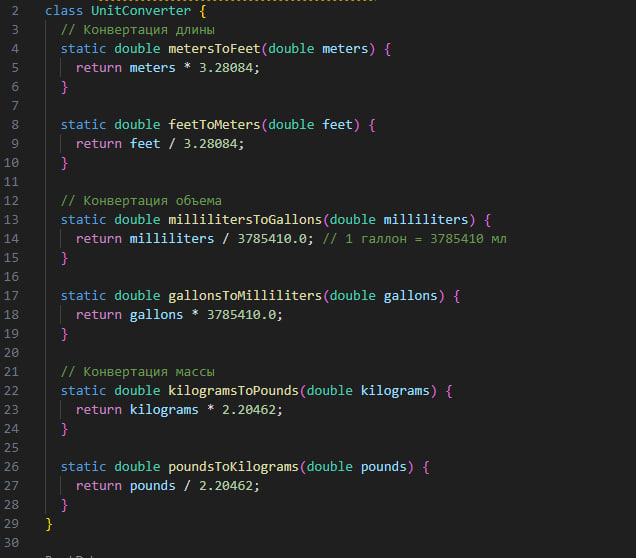 2 class UnitConverter {
3 // Конвертация длины
4 static double metersToFeet(double meters) {
5 return meters * 3.28084;
6 }
7
8 static double feetToMeters(double feet) {
9 return feet / 3.28084;
10 }
11
12 // Конвертация объема
13 static double millilitersToGallons(double milliliters) {
14 return milliliters / 3785410.0; // 1 галлон = 3785410 мл
15 }
16
17 static double gallonsToMilliliters(double gallons) {
18 return gallons * 3785410.0;
19 }
20
21 // Конвертация массы
22 static double kilogramsToPounds(double kilograms) {
23 return kilograms * 2.20462;
24 }
25
26 static double poundsToKilograms(double pounds) {
27 return pounds / 2.20462;
28 }
29 }
30